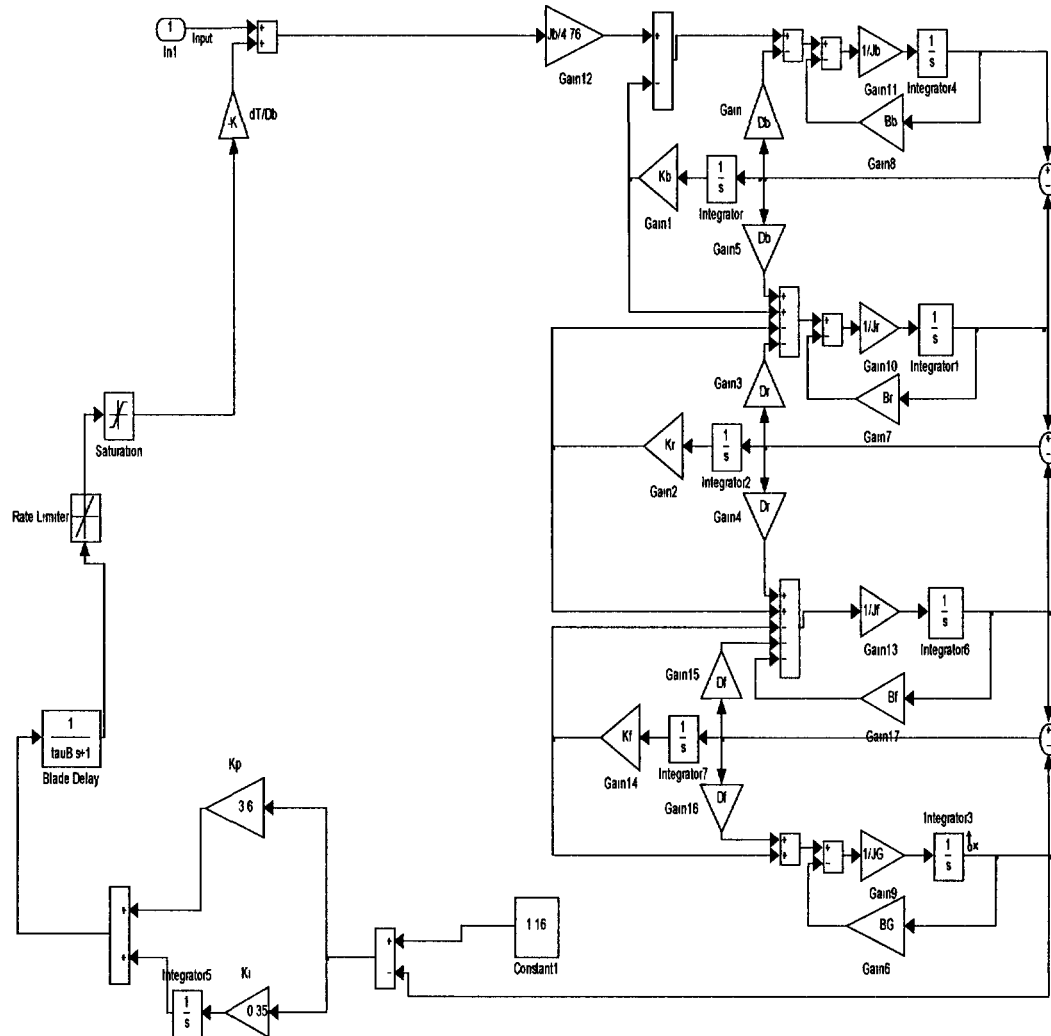 1
In1
Input
+
+
Jb/4 76
Gain12
+
−
+
−
+
−
1/Jb
Gain11
1
s
Integrator4
Bb
Gain8
-K
dT/Db
Gain
Db
Kb
Gain1
1
s
Integrator
+
−
Db
Gain5
+
+
−
−
+
−
1/Jr
Gain10
1
s
Integrator1
Br
Gain7
Gain3
Dr
Saturation
Kr
Gain2
1
s
Integrator2
+
−
Dr
Gain4
Rate Limiter
+
+
−
−
−
1/Jf
Gain13
1
s
Integrator6
Bf
Gain17
Gain15
Df
Kf
Gain14
1
s
Integrator7
+
−
Df
Gain16
1
tauB s+1
Blade Delay
Kp
3 6
+
+
+
−
1/JG
Gain9
Integrator3
1
s
x
BG
Gain6
+
+
Integrator5
1
s
Ki
0 35
+
−
1 16
Constant1